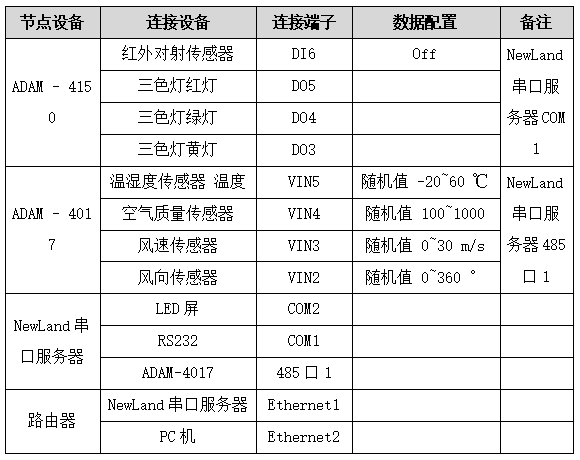 节点设备 连接设备 连接端子 数据配置 备注
ADAM - 4150 红外对射传感器 DI6 Off NewLand串口服务器COM1
三色灯红灯 DO5
三色灯绿灯 DO4
三色灯黄灯 DO3
ADAM - 4017 温湿度传感器 温度 VIN5 随机值 -20~60 ℃ NewLand串口服务器485口1
空气质量传感器 VIN4 随机值 100~1000
风速传感器 VIN3 随机值 0~30 m/s
风向传感器 VIN2 随机值 0~360 °
NewLand串口服务器 LED屏 COM2
RS232 COM1
ADAM-4017 485口1
路由器 NewLand串口服务器 Ethernet1
PC机 Ethernet2